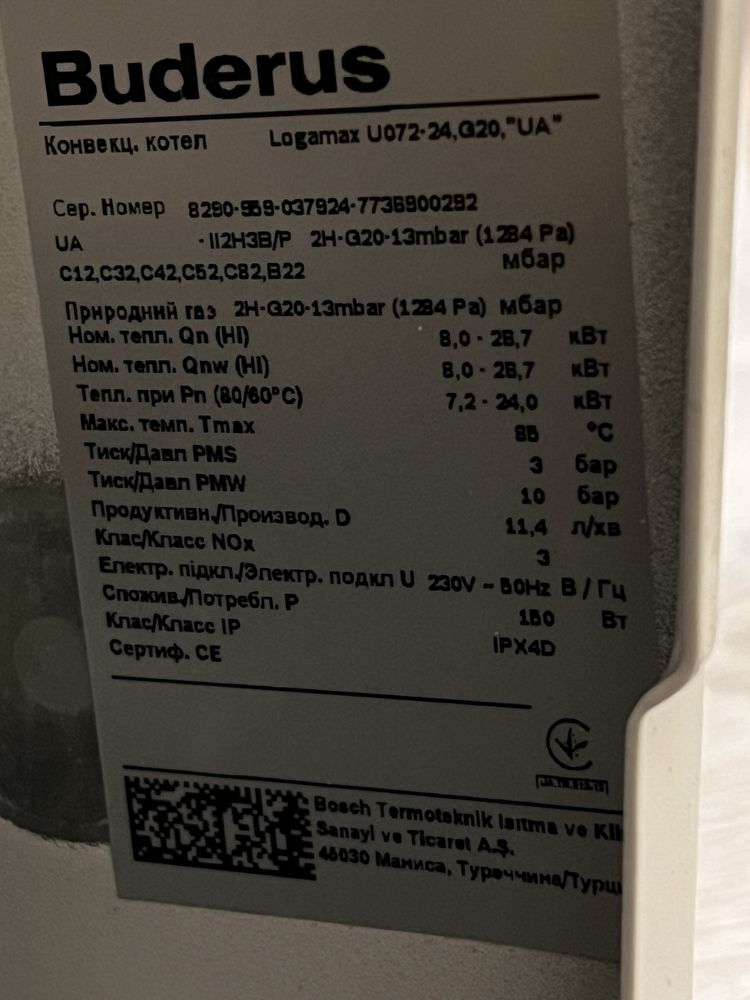 Buderus
Конвекц. котел Logamax U072-24,G20,"UA"
Сер. Номер 8290-959-037924-7736900292
UA - II2H3B/P 2H-G20-13mbar (1284 Pa)
мбар
C12,C32,C42,C52,C82,B22
Природний газ 2H-G20-13mbar (1284 Pa) мбар
Ном. тепл. Qn (HI) 8,0 - 26,7 кВт
Ном. тепл. Qnw (HI) 8,0 - 26,7 кВт
Тепл. при Pn (80/60°C) 7,2 - 24,0 кВт
Макс. темп. Tmax 85 °C
Тиск/Давл PMS 3 бар
Тиск/Давл PMW 10 бар
Продуктивн./Производ. D 11,4 л/хв
Клас/Класс NOx 3
Електр. підкл./Электр. подкл U 230V ~ 50Hz В / Гц
Спожив./Потребл. P 150 Вт
Клас/Класс IP IPX4D
Сертиф. CE
Bosch Termoteknik Isıtma ve Kli
Sanayi ve Ticaret A.Ş.
45030 Маниса, Туреччина/Турц